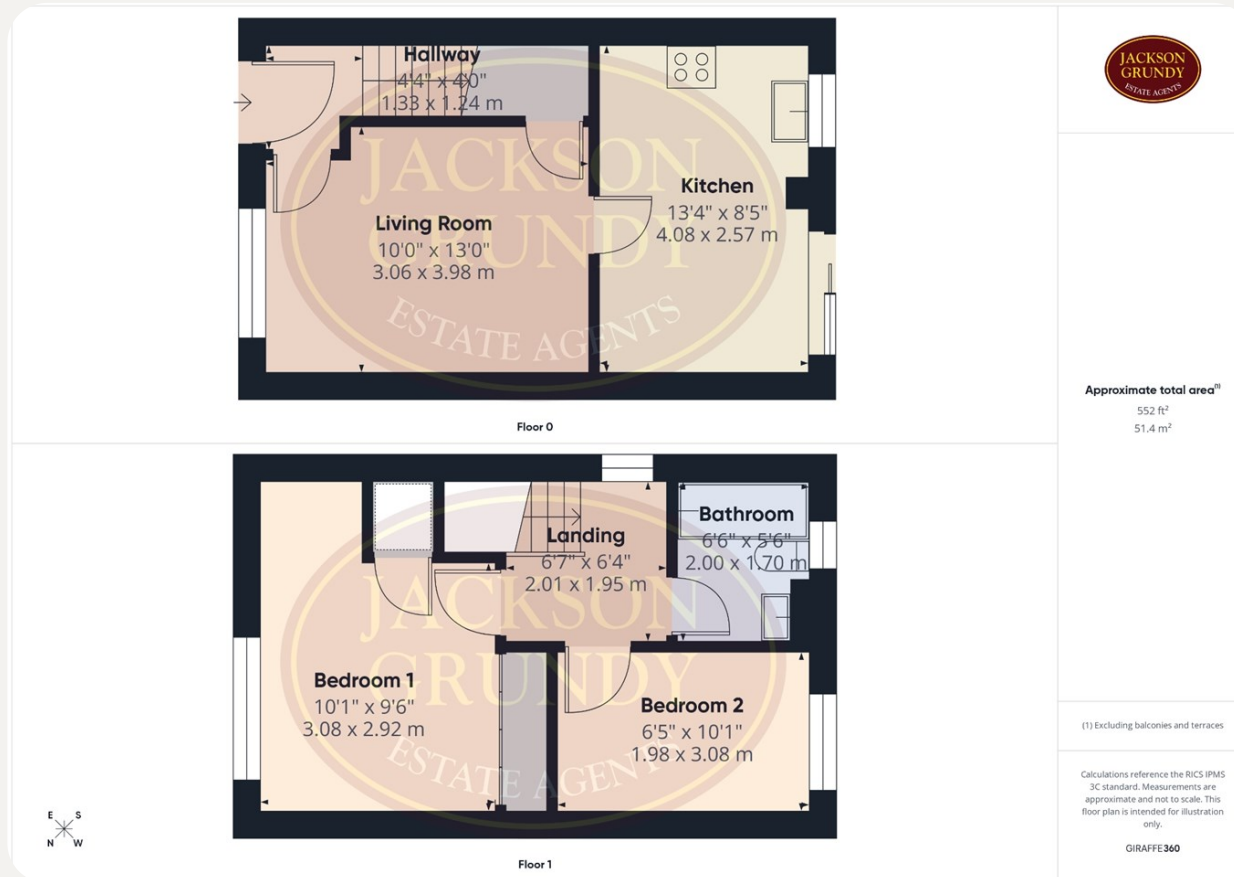 Hallway
4'4" x 4'0"
1.33 x 1.24 m
Living Room
10'0" x 13'0"
3.06 x 3.98 m
Kitchen
13'4" x 8'5"
4.08 x 2.57 m
JACKSON
GRUNDY
ESTATE AGENTS
Floor 0
Landing
6'7" x 6'4"
2.01 x 1.95 m
Bathroom
6'6" x 5'6"
2.00 x 1.70 m
Bedroom 1
10'1" x 9'6"
3.08 x 2.92 m
Bedroom 2
6'5" x 10'1"
1.98 x 3.08 m
JACKSON
GRUNDY
ESTATE AGENTS
E S
N W
Floor 1
JACKSON
GRUNDY
ESTATE AGENTS
Approximate total area(1)
552 ft²
51.4 m²
(1) Excluding balconies and terraces
Calculations reference the RICS IPMS
3C standard. Measurements are
approximate and not to scale. This
floor plan is intended for illustration
only.
GIRAFFE360